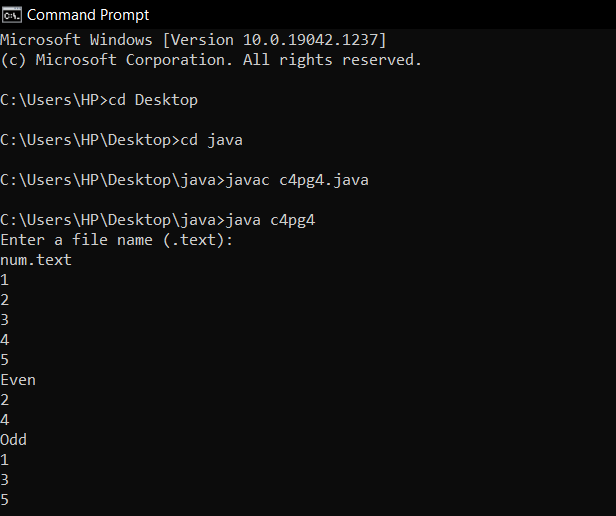 Command Prompt
Microsoft Windows [Version 10.0.19042.1237]
(c) Microsoft Corporation. All rights reserved.
C:\Users\HP>cd Desktop
C:\Users\HP\Desktop>cd java
C:\Users\HP\Desktop\java>javac c4pg4.java
C:\Users\HP\Desktop\java>java c4pg4
Enter a file name (.text):
num.text
1
2
3
4
5
Even
2
4
Odd
1
3
5